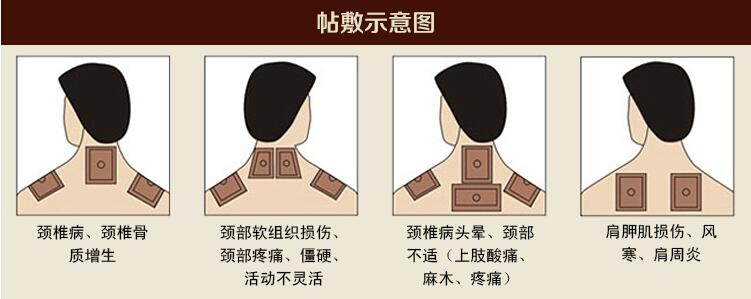 帖敷示意图
颈椎病、颈椎骨
质增生
颈部软组织损伤、
颈部疼痛、僵硬、
活动不灵活
颈椎病头晕、颈部
不适（上肢酸痛、
麻木、疼痛）
肩胛肌损伤、风
寒、肩周炎